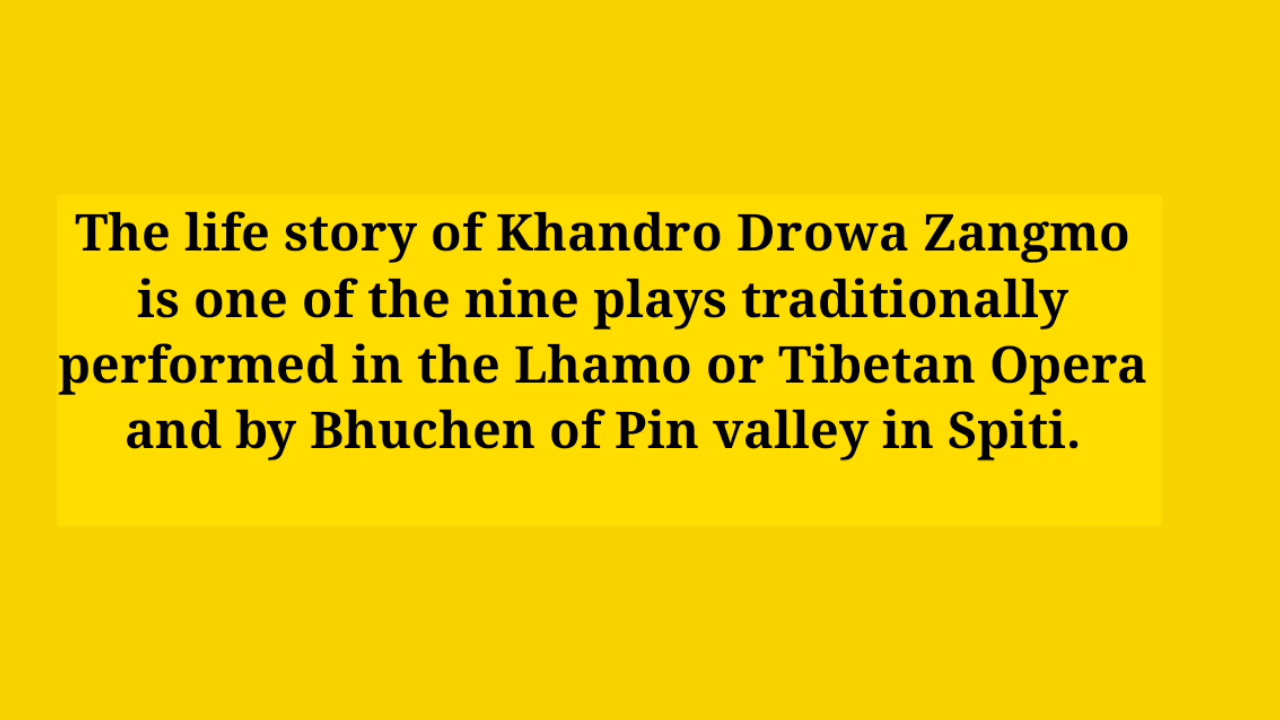 The life story of Khandro Drowa Zangmo
is one of the nine plays traditionally
performed in the Lhamo or Tibetan Opera
and by Bhuchen of Pin valley in Spiti.